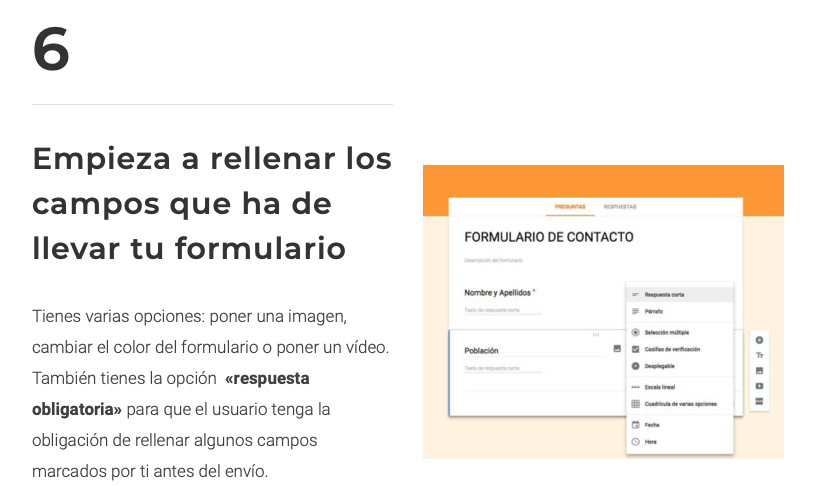 6
Empieza a rellenar los
campos que ha de
llevar tu formulario
Tienes varias opciones: poner una imagen,
cambiar el color del formulario o poner un vídeo.
También tienes la opción «respuesta
obligatoria» para que el usuario tenga la
obligación de rellenar algunos campos
marcados por ti antes del envío.
PREGUNTAS RESPUESTAS
FORMULARIO DE CONTACTO
Descripción del formulario
Nombre y Apellidos *
Texto de respuesta corta
Población
Texto de respuesta corta
Respuesta corta
Párrafo
Selección múltiple
Casillas de verificación
Desplegable
Escala lineal
Cuadrícula de varias opciones
Fecha
Hora
Tт